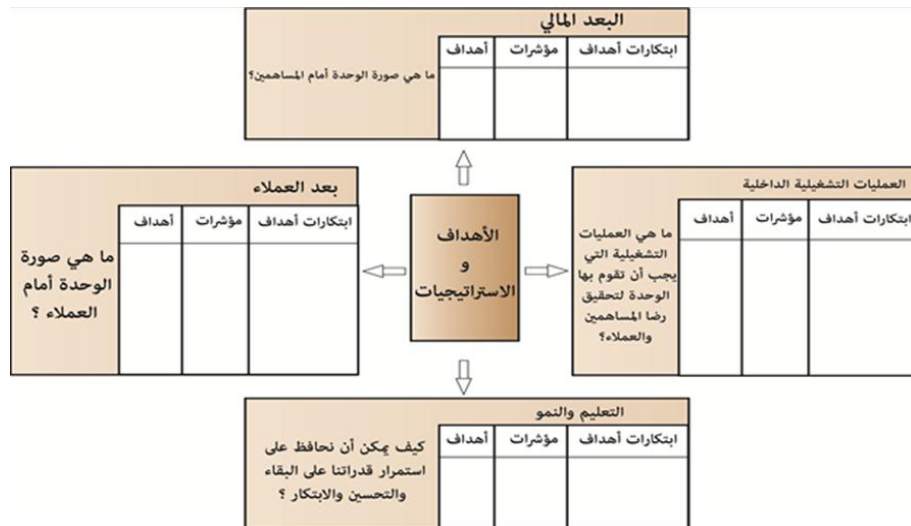 البعد المالي
أهداف
مؤشرات
ابتكارات أهداف
ما هي صورة الوحدة أمام المساهمين؟
العمليات التشغيلية الداخلية
أهداف
مؤشرات
ابتكارات أهداف
ما هي العمليات
التشغيلية التي
يجب أن تقوم بها
الوحدة لتحقيق
رضا المساهمين
والعملاء؟
الأهداف
و
الاستراتيجيات
بعد العملاء
أهداف
مؤشرات
ابتكارات أهداف
ما هي صورة
الوحدة أمام
العملاء ؟
التعليم والنمو
أهداف
مؤشرات
ابتكارات أهداف
كيف يمكن أن نحافظ على
استمرار قدراتنا على البقاء
والتحسين والابتكار ؟